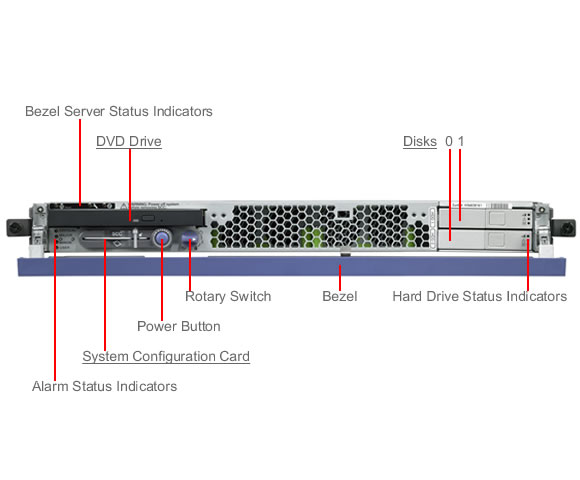 Bezel Server Status Indicators
DVD Drive
Disks 0 1
Rotary Switch
Bezel
Hard Drive Status Indicators
Power Button
System Configuration Card
Alarm Status Indicators